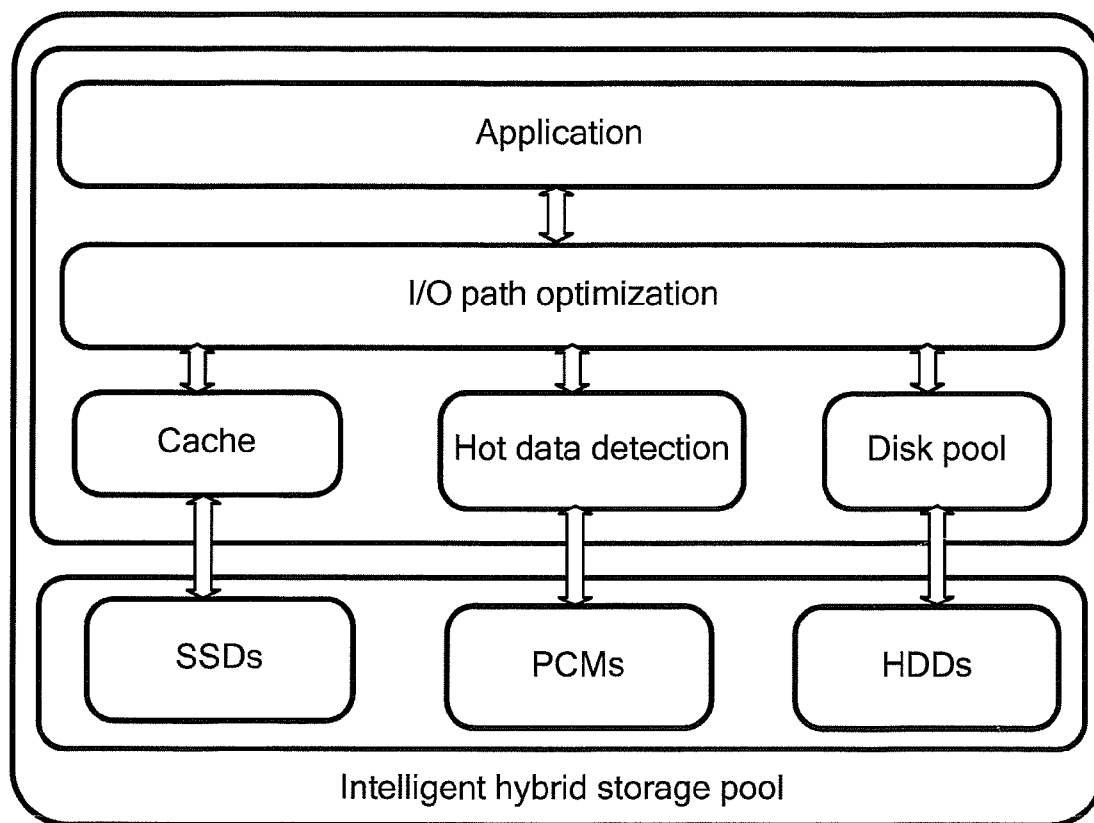 Application
I/O path optimization
Cache
Hot data detection
Disk pool
SSDs
PCMs
HDDs
Intelligent hybrid storage pool